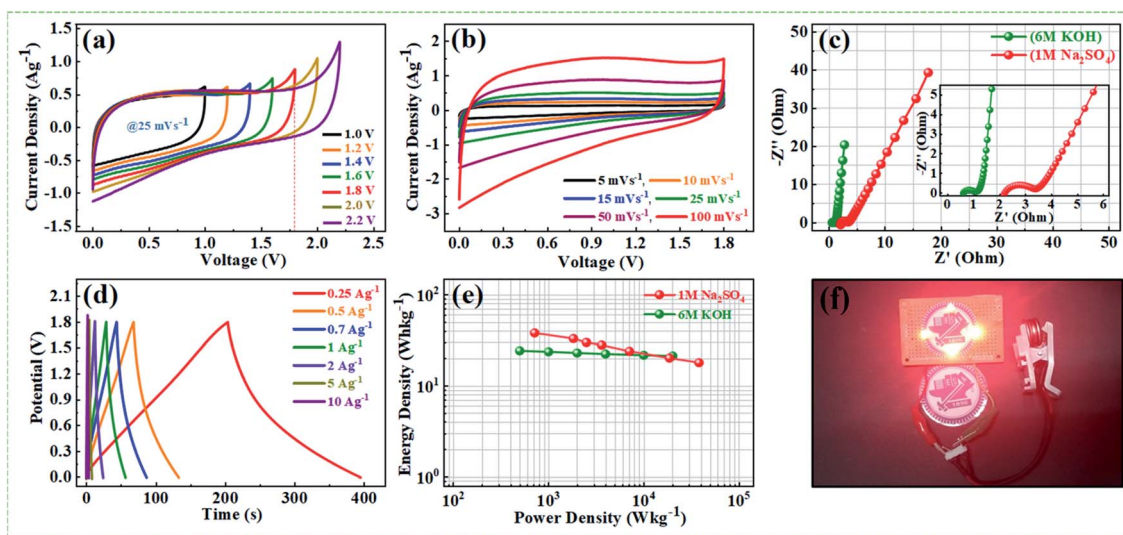 (a)
Current Density (Ag⁻¹)
1.5
1.0
0.5
0.0
-0.5
-1.0
-1.5
@25 mVs⁻¹
1.0 V
1.2 V
1.4 V
1.6 V
1.8 V
2.0 V
2.2 V
0.0 0.5 1.0 1.5 2.0 2.5
Voltage (V)
(b)
Current Density (Ag⁻¹)
2
1
0
-1
-2
-3
5 mVs⁻¹, 10 mVs⁻¹
15 mVs⁻¹, 25 mVs⁻¹
50 mVs⁻¹, 100 mVs⁻¹
0.0 0.3 0.6 0.9 1.2 1.5 1.8
Voltage (V)
(c)
-Z'' (Ohm)
50
40
30
20
10
0
(6M KOH)
(1M Na₂SO₄)
-Z'' (Ohm)
5
4
3
2
1
0
0 1 2 3 4 5 6
Z' (Ohm)
0 10 20 30 40 50
Z' (Ohm)
(d)
Potential (V)
2.1
1.8
1.5
1.2
0.9
0.6
0.3
0.0
0.25 Ag⁻¹
0.5 Ag⁻¹
0.7 Ag⁻¹
1 Ag⁻¹
2 Ag⁻¹
5 Ag⁻¹
10 Ag⁻¹
0 100 200 300 400
Time (s)
(e)
Energy Density (Whkg⁻¹)
10²
10¹
10⁰
1M Na₂SO₄
6M KOH
10² 10³ 10⁴ 10⁵
Power Density (Wkg⁻¹)
(f)